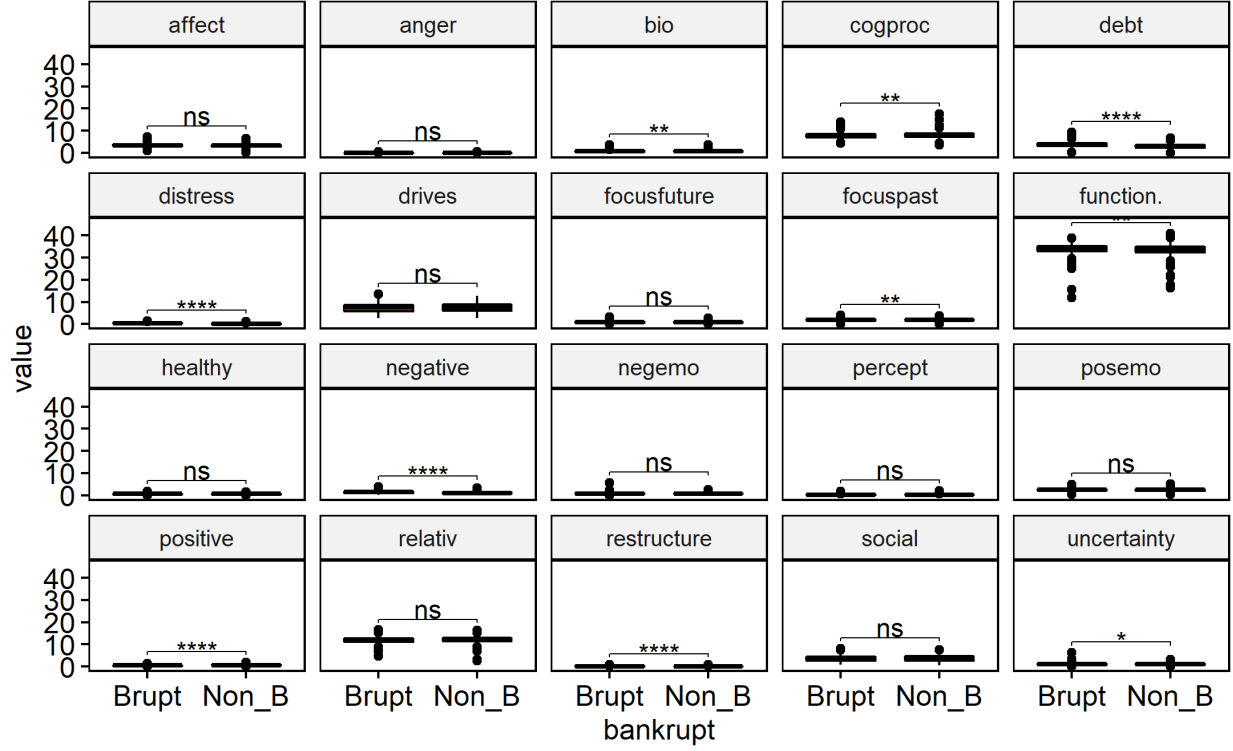 affect anger bio cogproc debt
40
30
20
10
0
ns ns ** ** ****
distress drives focusfuture focuspast function.
40
30
20
10
0
**** ns ns **
value
healthy negative negemo percept posemo
40
30
20
10
0
ns **** ns ns ns
positive relativ restructure social uncertainty
40
30
20
10
0
**** ns **** ns *
Brupt Non_B Brupt Non_B Brupt Non_B Brupt Non_B Brupt Non_B
bankrupt